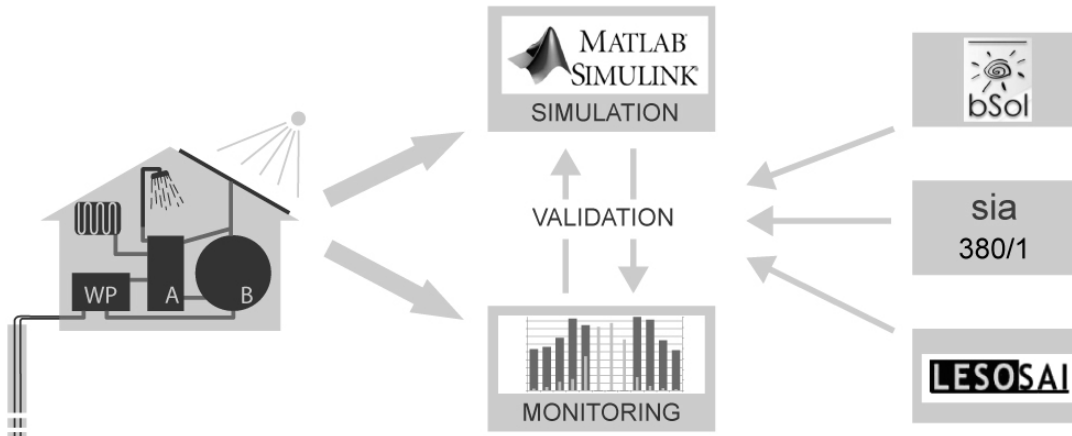 MATLAB
SIMULINK®
SIMULATION
bSol
VALIDATION
sia
380/1
WP
A
B
MONITORING
LESOSAI